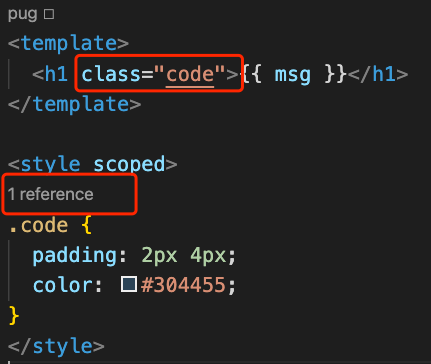 pug □
<template>
  <h1 class="code">{{ msg }}</h1>
</template>

<style scoped>
1 reference
.code {
  padding: 2px 4px;
  color: #304455;
}
</style>